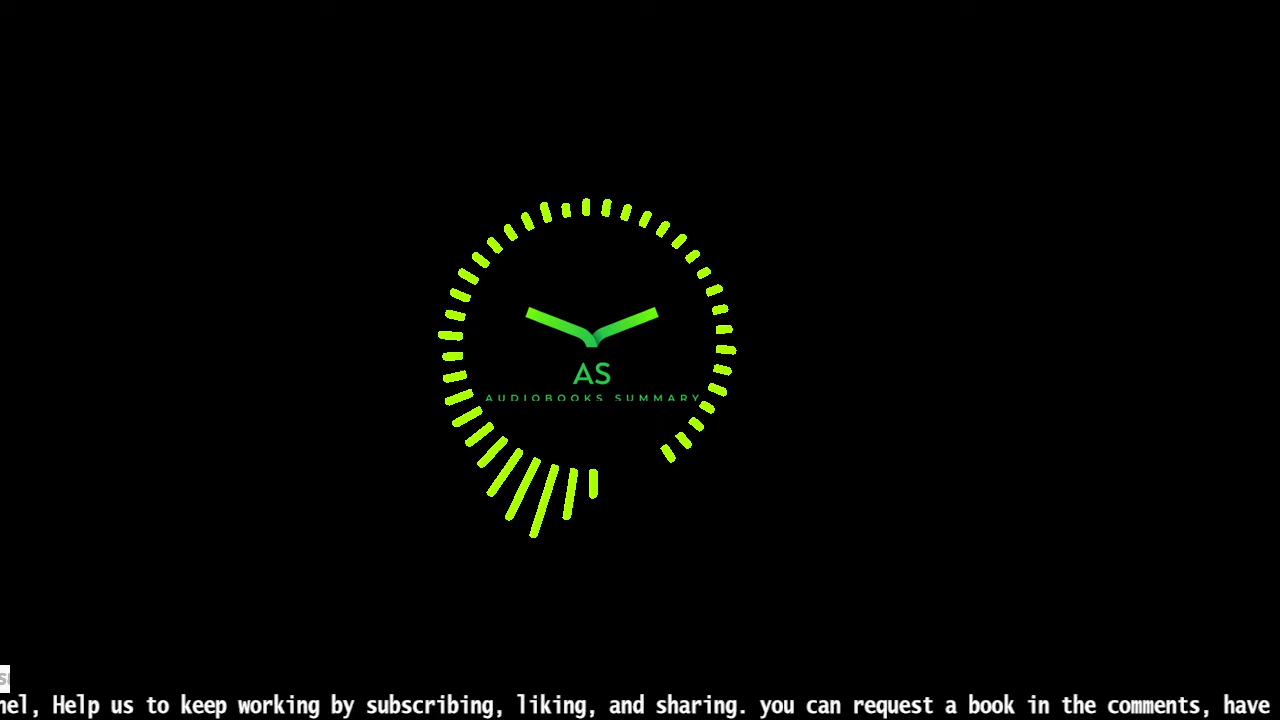 AS
AUDIOBOOKS SUMMARY
Help us to keep working by subscribing, liking, and sharing. you can request a book in the comments, have